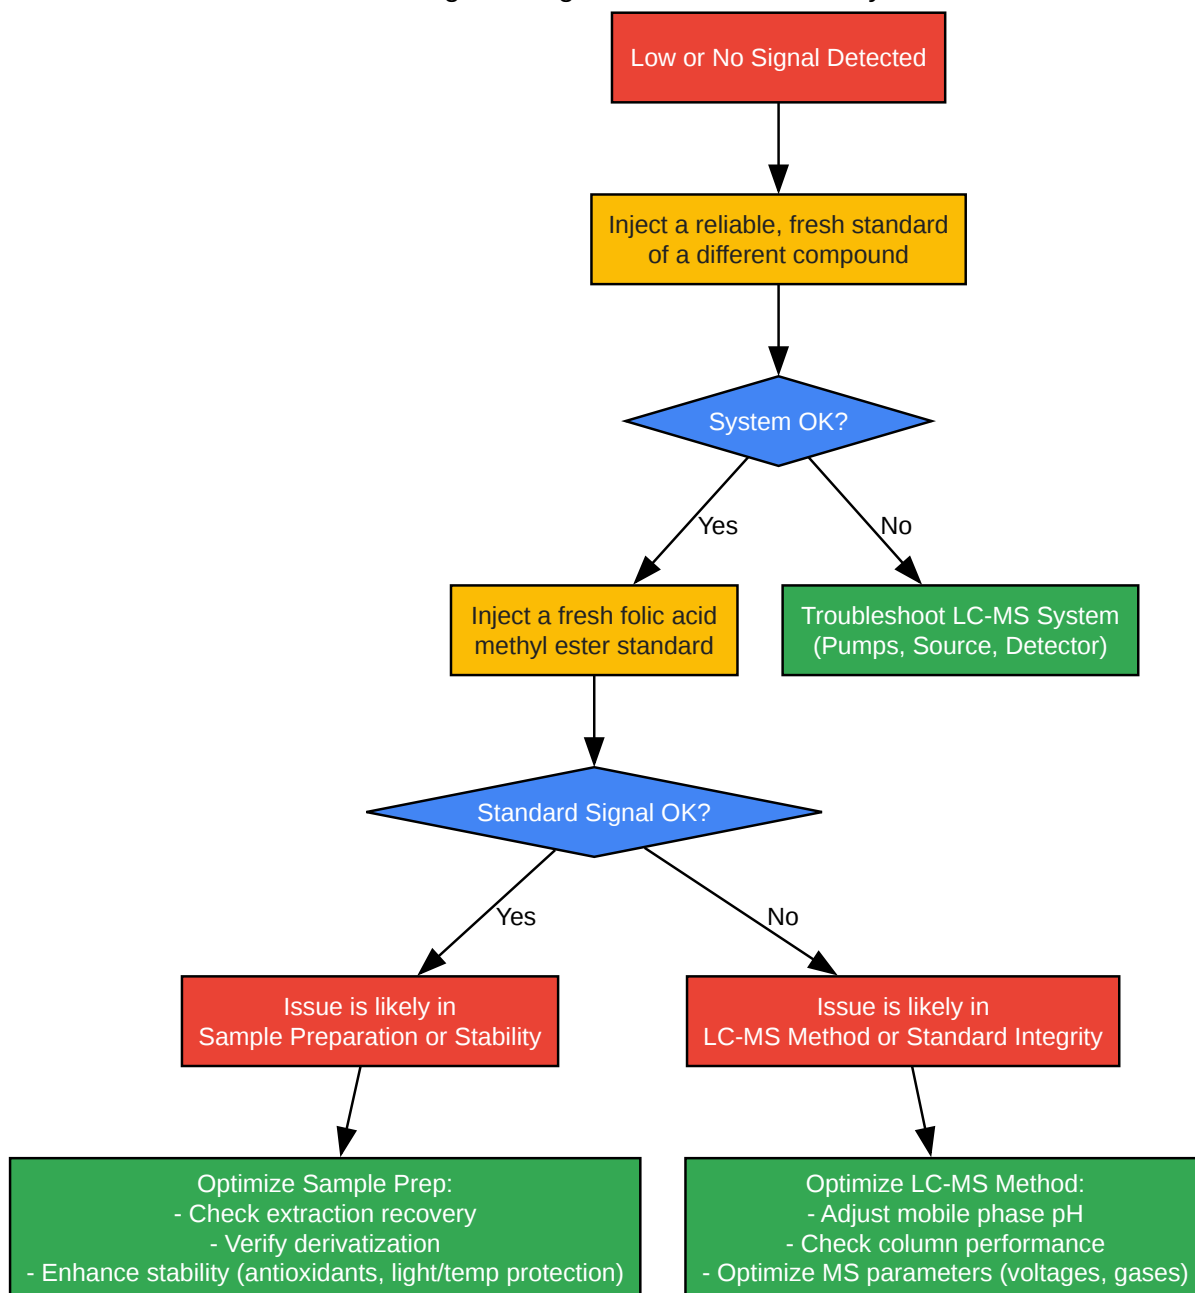 Low or No Signal Detected
Inject a reliable, fresh standard
of a different compound
System OK?
Yes
No
Inject a fresh folic acid
methyl ester standard
Troubleshoot LC-MS System
(Pumps, Source, Detector)
Standard Signal OK?
Yes
No
Issue is likely in
Sample Preparation or Stability
Issue is likely in
LC-MS Method or Standard Integrity
Optimize Sample Prep:
- Check extraction recovery
- Verify derivatization
- Enhance stability (antioxidants, light/temp protection)
Optimize LC-MS Method:
- Adjust mobile phase pH
- Check column performance
- Optimize MS parameters (voltages, gases)